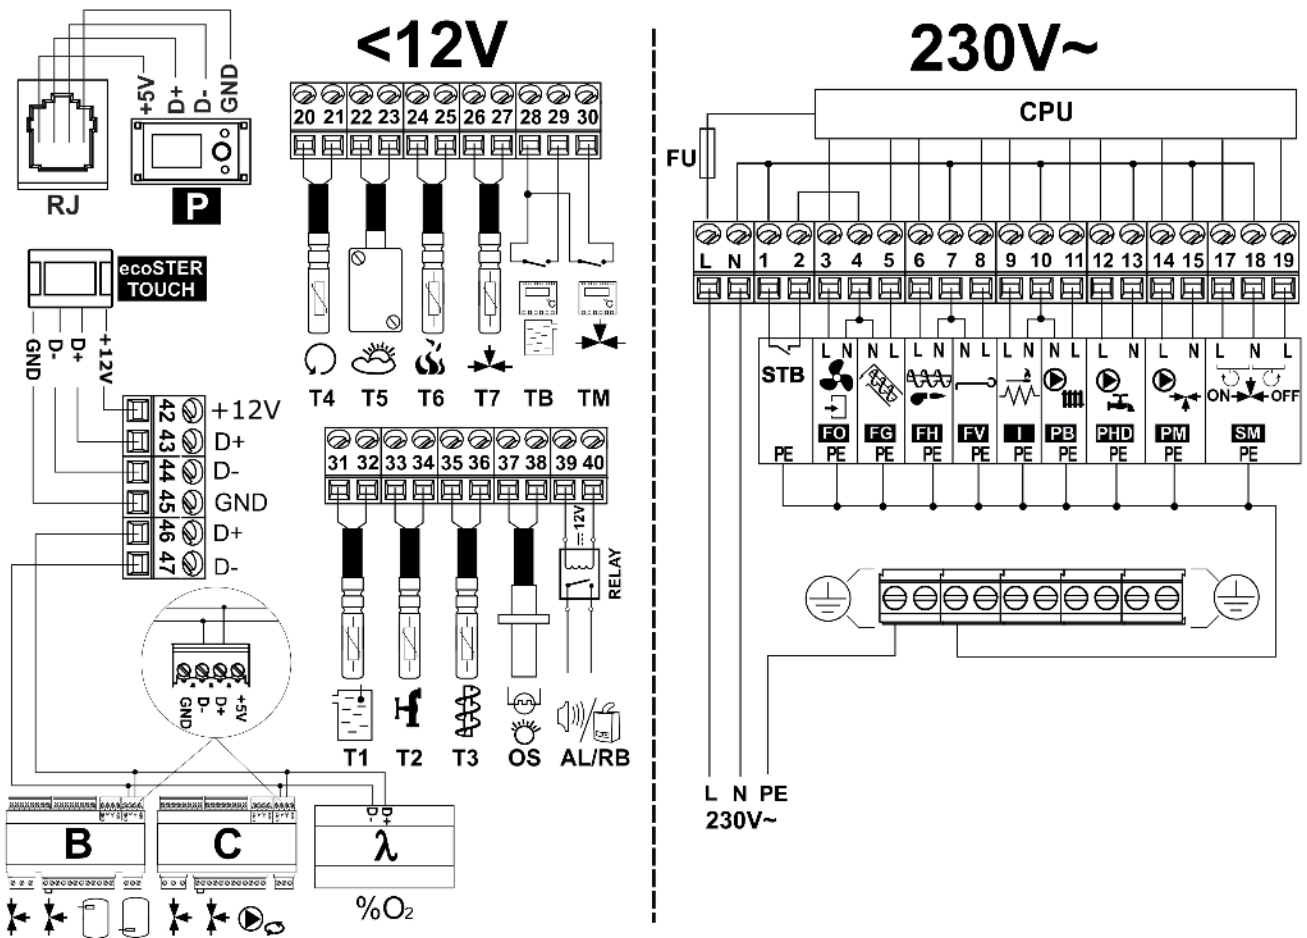 <12V
+5V
D+
D-
GND
RJ
P
20 21 22 23 24 25 26 27 28 29 30
°C
°C
T4 T5 T6 T7 TB TM
ecoSTER
TOUCH
GND
D-
D+
+12V
42 +12V
43 D+
44 D-
45 GND
46 D+
47 D-
31 32 33 34 35 36 37 38 39 40
12V
RELAY
T1 T2 T3 OS AL/RB
GND
D-
D+
+5V
B
C
D-
D+
λ
%O2
230V~
CPU
FU
L N 1 2 3 4 5 6 7 8 9 10 11 12 13 14 15 17 18 19
L N N L L N N L L N N L L N L N L N L
STB
ON OFF
FO FG FH FV I PB PHD PM SM
PE PE PE PE PE PE PE PE PE PE
L N PE
230V~